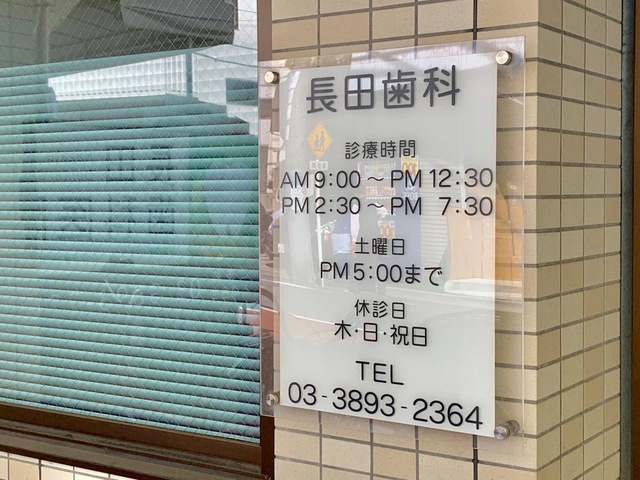 長田歯科
診療時間
AM 9:00～PM 12:30
PM 2:30～PM 7:30
土曜日
PM5:00まで
休診日
木・日・祝日
TEL
03-3893-2364